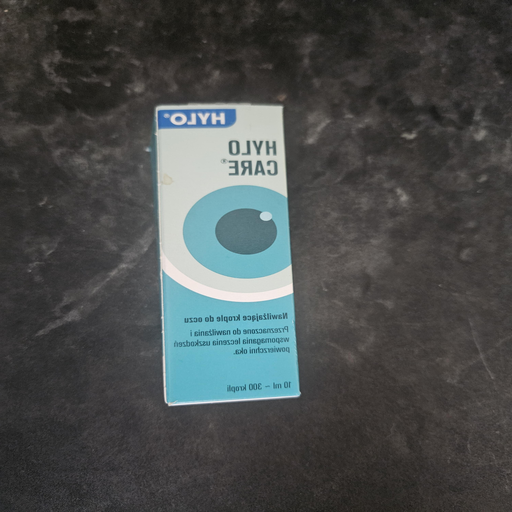 HYLO®
HYLO
CARE®
Nawilżające krople do oczu
Przeznaczone do nawilżania i
wspomagania leczenia uszkodzeń
powierzchni oka.
10 ml – 300 kropli